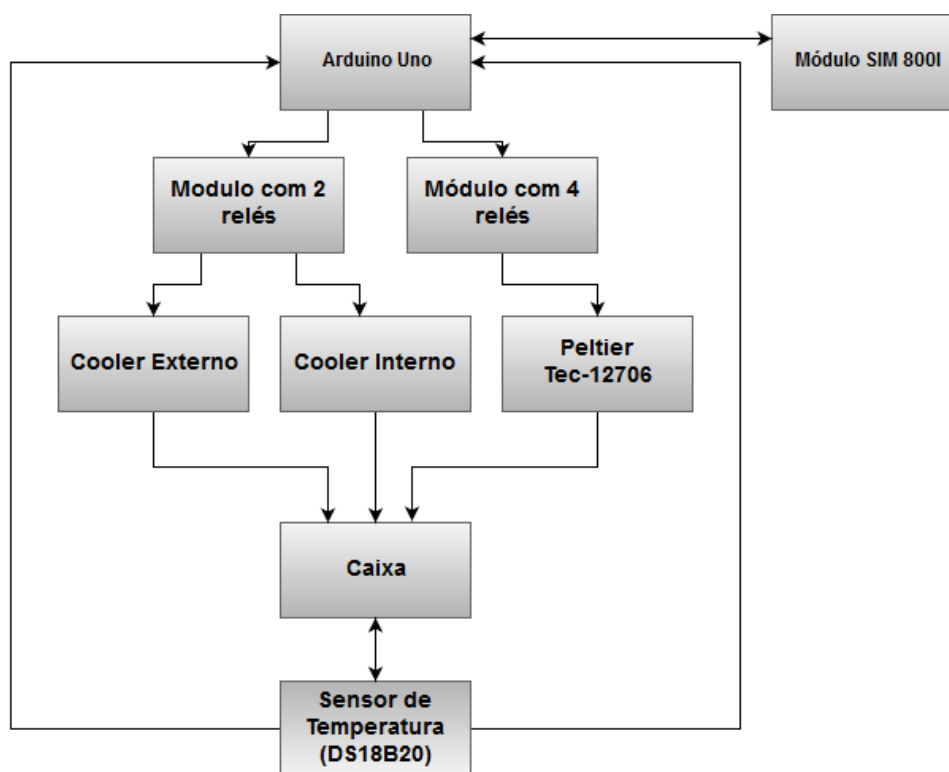 Arduino Uno
Módulo SIM 800l
Modulo com 2
relés
Módulo com 4
relés
Cooler Externo
Cooler Interno
Peltier
Tec-12706
Caixa
Sensor de
Temperatura
(DS18B20)